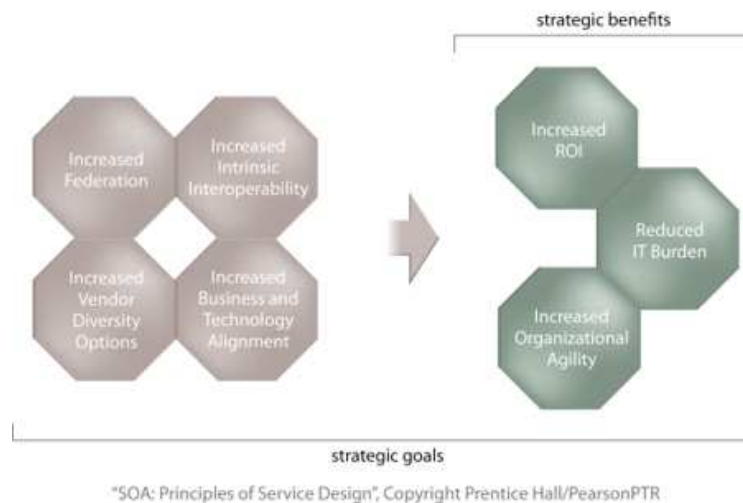 strategic benefits
Increased
Federation
Increased
Intrinsic
Interoperability
Increased
ROI
Reduced
IT Burden
Increased
Vendor
Diversity
Options
Increased
Business and
Technology
Alignment
Increased
Organizational
Agility
strategic goals
"SOA: Principles of Service Design", Copyright Prentice Hall/PearsonPTR